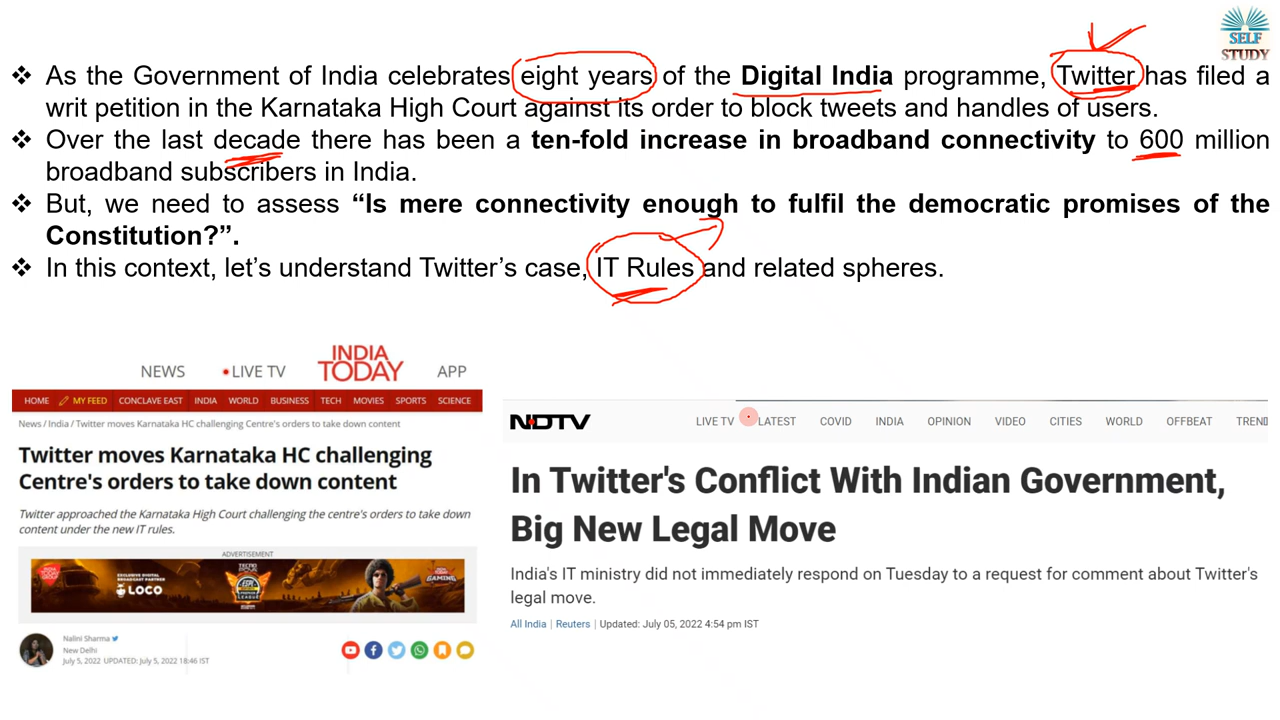 SELF
STUDY
❖ As the Government of India celebrates eight years of the Digital India programme, Twitter has filed a
writ petition in the Karnataka High Court against its order to block tweets and handles of users.
❖ Over the last decade there has been a ten-fold increase in broadband connectivity to 600 million
broadband subscribers in India.
❖ But, we need to assess “Is mere connectivity enough to fulfil the democratic promises of the
Constitution?”.
❖ In this context, let’s understand Twitter’s case, IT Rules and related spheres.
NEWS LIVE TV INDIA TODAY APP
HOME MY FEED CONCLAVE EAST INDIA WORLD BUSINESS TECH MOVIES SPORTS SCIENCE
News / India / Twitter moves Karnataka HC challenging Centre's orders to take down content
Twitter moves Karnataka HC challenging
Centre's orders to take down content
Twitter approached the Karnataka High Court challenging the centre's orders to take down
content under the new IT rules.
ADVERTISEMENT
LOCO
GAMING
Nalini Sharma
New Delhi
July 5, 2022 UPDATED: July 5, 2022 18:46 IST
NDTV LIVE TV LATEST COVID INDIA OPINION VIDEO CITIES WORLD OFFBEAT TREND
In Twitter's Conflict With Indian Government,
Big New Legal Move
India's IT ministry did not immediately respond on Tuesday to a request for comment about Twitter's
legal move.
All India | Reuters | Updated: July 05, 2022 4:54 pm IST